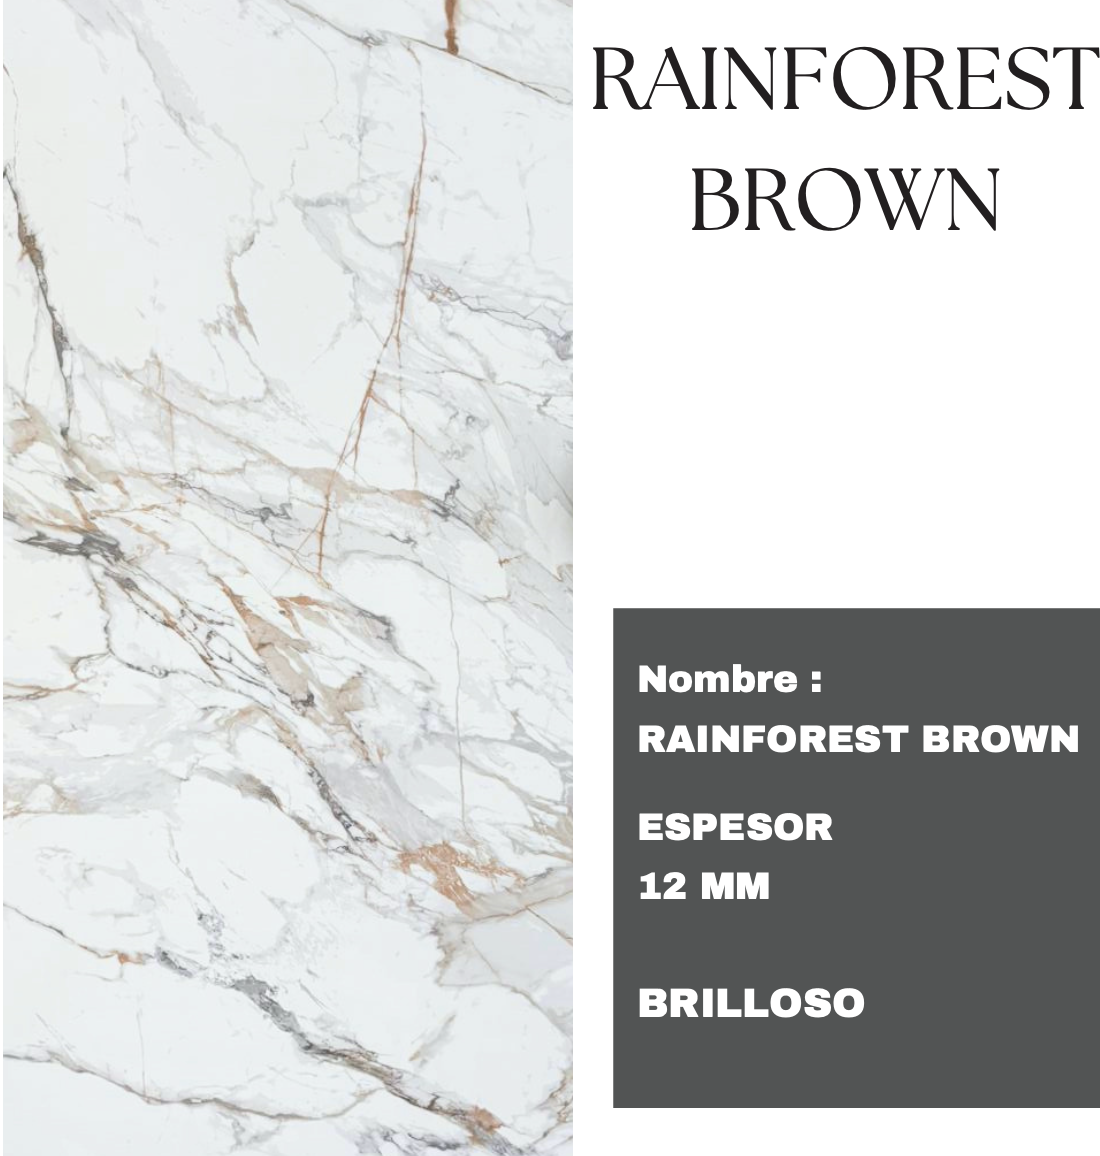 RAINFOREST
BROWN
Nombre :
RAINFOREST BROWN
ESPESOR
12 MM
BRILLOSO